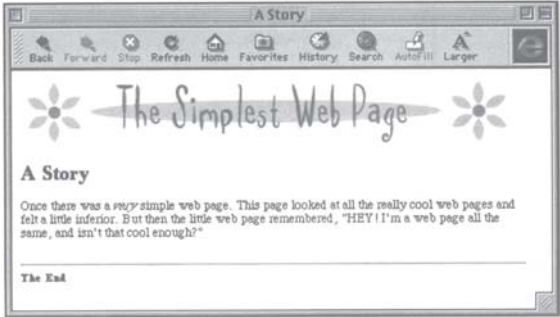 A Story
Back Forward Stop Refresh Home Favorites History Search AutoFill Larger
The Simplest Web Page
A Story
Once there was a very simple web page. This page looked at all the really cool web pages and
felt a little inferior. But then the little web page remembered, "HEY! I'm a web page all the
same, and isn't that cool enough?"
The End